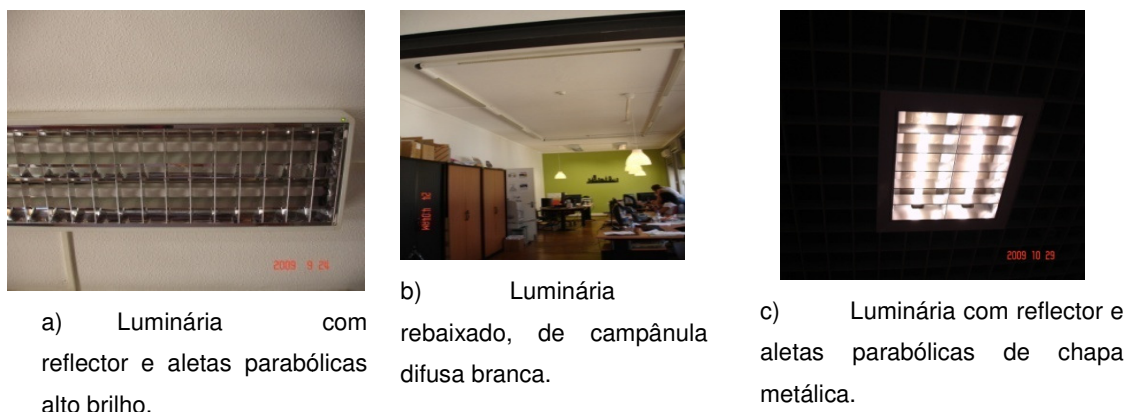 2009 9 24
2009 10 29
a) Luminária com
reflector e aletas parabólicas
alto brilho.
b) Luminária
rebaixado, de campânula
difusa branca.
c) Luminária com reflector e
aletas parabólicas de chapa
metálica.